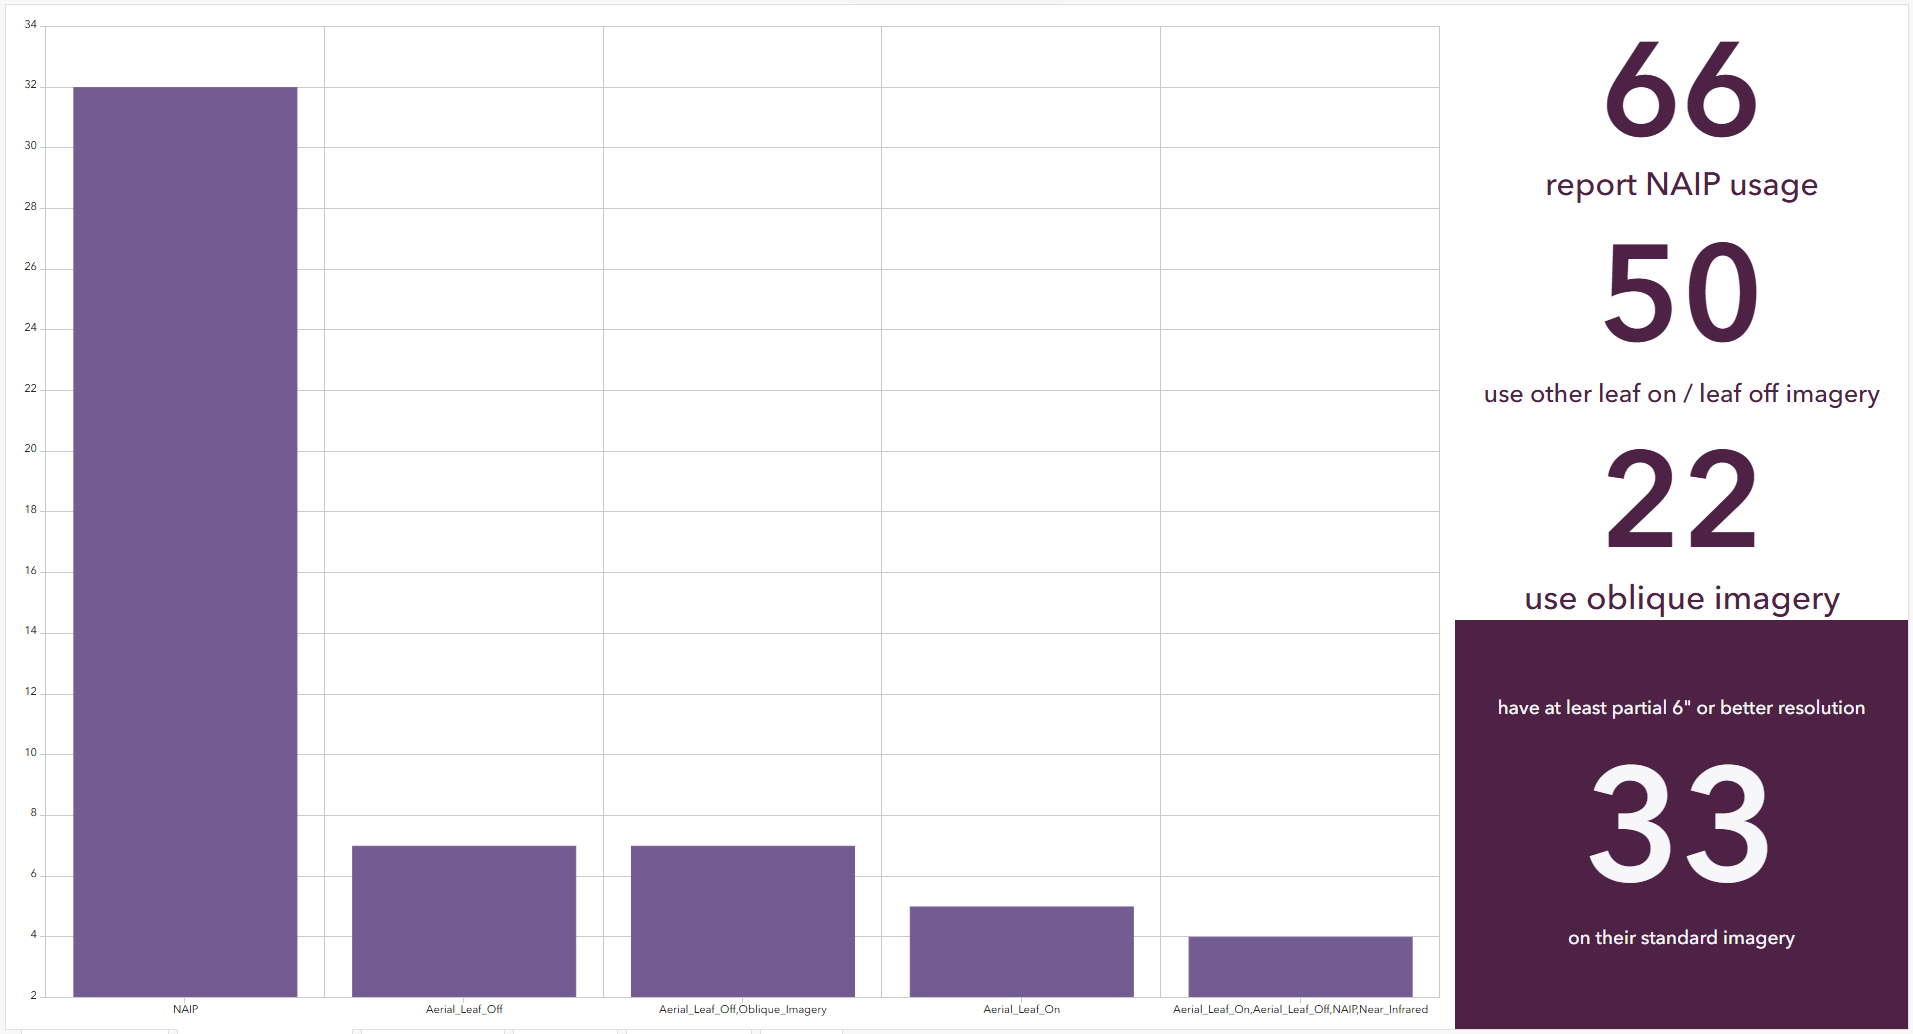 34
32
30
28
26
24
22
20
18
16
14
12
10
8
6
4
2
NAIP
Aerial_Leaf_Off
Aerial_Leaf_Off,Oblique_Imagery
Aerial_Leaf_On
Aerial_Leaf_On,Aerial_Leaf_Off,NAIP,Near_Infrared
66
report NAIP usage
50
use other leaf on / leaf off imagery
22
use oblique imagery
have at least partial 6" or better resolution
33
on their standard imagery